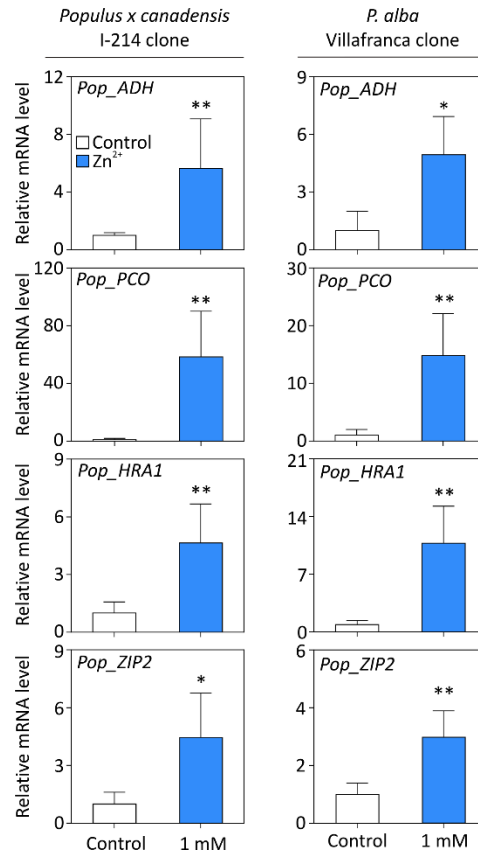 Populus x canadensis
I-214 clone
P. alba
Villafranca clone
Relative mRNA level
12
8
4
0
Pop_ADH
Control
Zn²⁺
**
9
6
3
0
Pop_ADH
*
Relative mRNA level
120
80
40
0
Pop_PCO
**
30
20
10
0
Pop_PCO
**
Relative mRNA level
9
6
3
0
Pop_HRA1
**
21
14
7
0
Pop_HRA1
**
Relative mRNA level
9
6
3
0
Pop_ZIP2
*
6
4
2
0
Pop_ZIP2
**
Control 1 mM
Control 1 mM